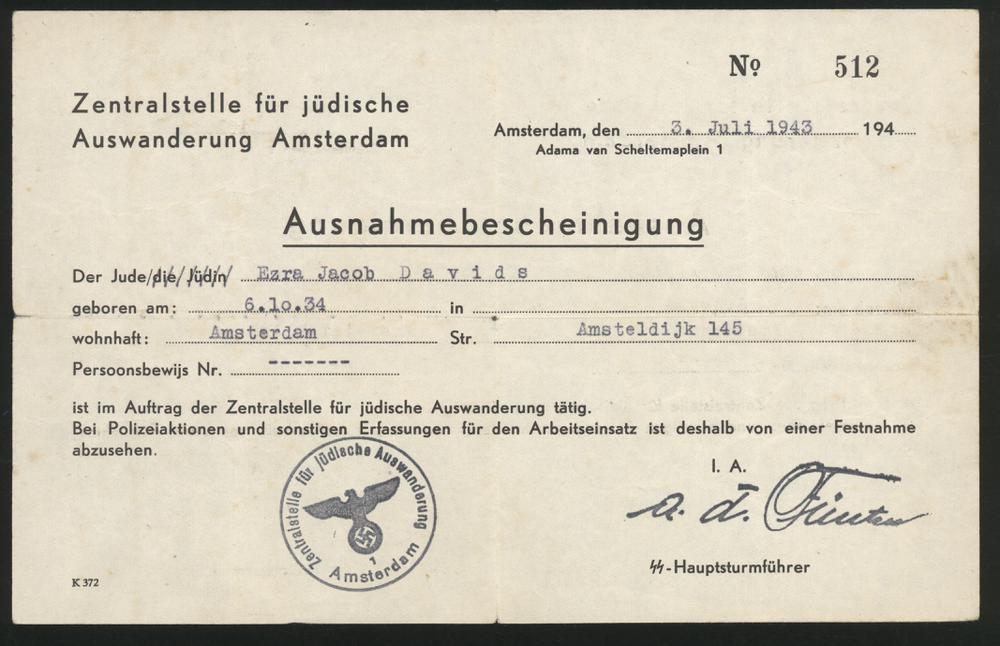 Nº 512
Zentralstelle für jüdische
Auswanderung Amsterdam
Amsterdam, den 3. Juli 1943 194
Adama van Scheltemaplein 1
Ausnahmebescheinigung
Der Jude/die Jüdin Ezra Jacob Davids
geboren am: 6.10.34 in
wohnhaft: Amsterdam Str. Amsteldijk 145
Persoonsbewijs Nr. -------
ist im Auftrag der Zentralstelle für jüdische Auswanderung tätig.
Bei Polizeiaktionen und sonstigen Erfassungen für den Arbeitseinsatz ist deshalb von einer Festnahme
abzusehen.
Zentralstelle für jüdische Auswanderung
1
Amsterdam
I. A.
a. d. Fünten
SS-Hauptsturmführer
K 372